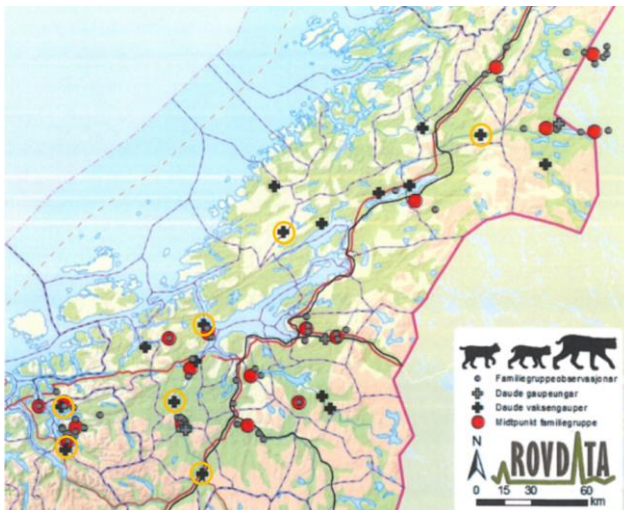 Familiegruppeobservasjonar
Daude gaupeungar
Daude vaksengauper
Midtpunkt familiegruppe
N
ROVDATA
km
0 15 30 60